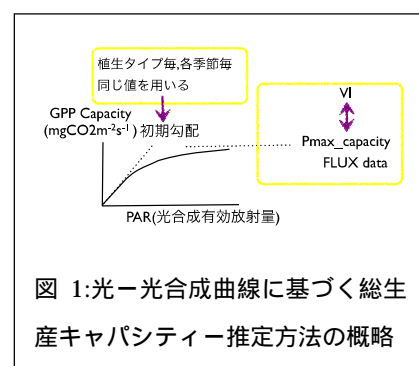 植生タイプ毎,各季節毎
同じ値を用いる
VI
GPP Capacity
(mgCO2m-2s-1)
初期勾配
Pmax_capacity
FLUX data
PAR(光合成有効放射量)
図 1:光ー光合成曲線に基づく総生
産キャパシティー推定方法の概略